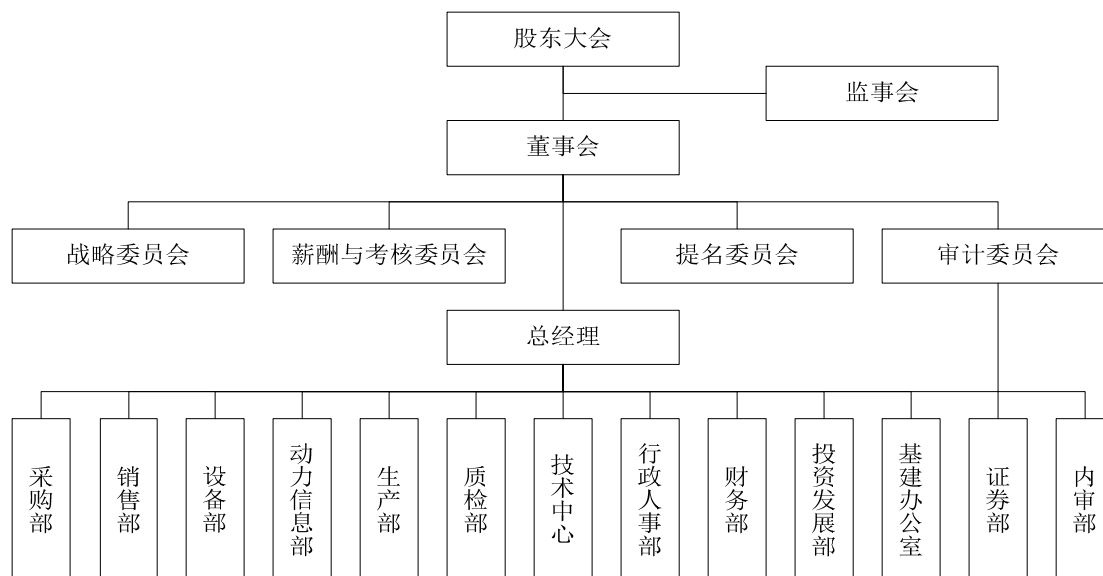 股东大会
监事会
董事会
战略委员会
薪酬与考核委员会
提名委员会
审计委员会
总经理
采购部
销售部
设备部
动力信息部
生产部
质检部
技术中心
行政人事部
财务部
投资发展部
基建办公室
证券部
内审部